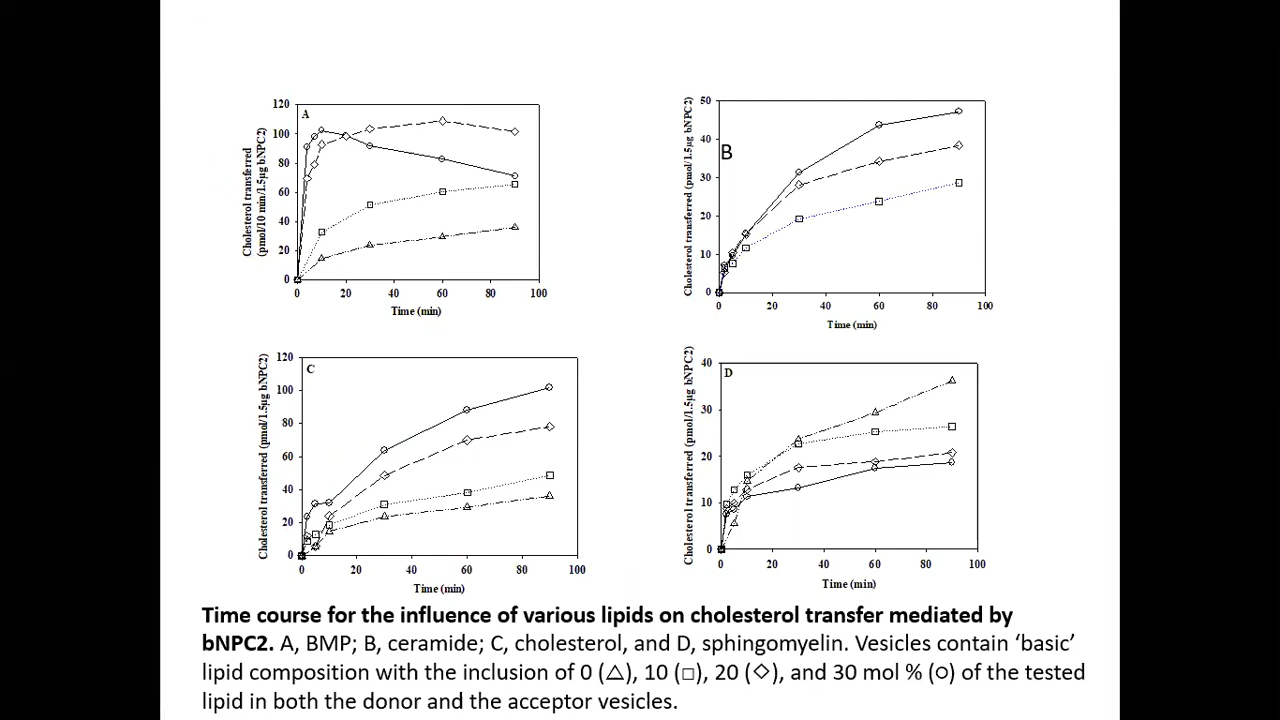 A
120
100
80
60
40
20
0
Cholesterol transferred
(pmol/10 min/1.5µg bNPC2)
0 20 40 60 80 100
Time (min)
B
50
40
30
20
10
0
Cholesterol transferred (pmol/1.5µg bNPC2)
0 20 40 60 80 100
Time (min)
C
120
100
80
60
40
20
0
Cholesterol transferred (pmol/1.5µg bNPC2)
0 20 40 60 80 100
Time (min)
D
40
30
20
10
0
Cholesterol transferred (pmol/1.5µg bNPC2)
0 20 40 60 80 100
Time (min)
Time course for the influence of various lipids on cholesterol transfer mediated by
bNPC2. A, BMP; B, ceramide; C, cholesterol, and D, sphingomyelin. Vesicles contain ‘basic’
lipid composition with the inclusion of 0 (△), 10 (□), 20 (◇), and 30 mol % (○) of the tested
lipid in both the donor and the acceptor vesicles.